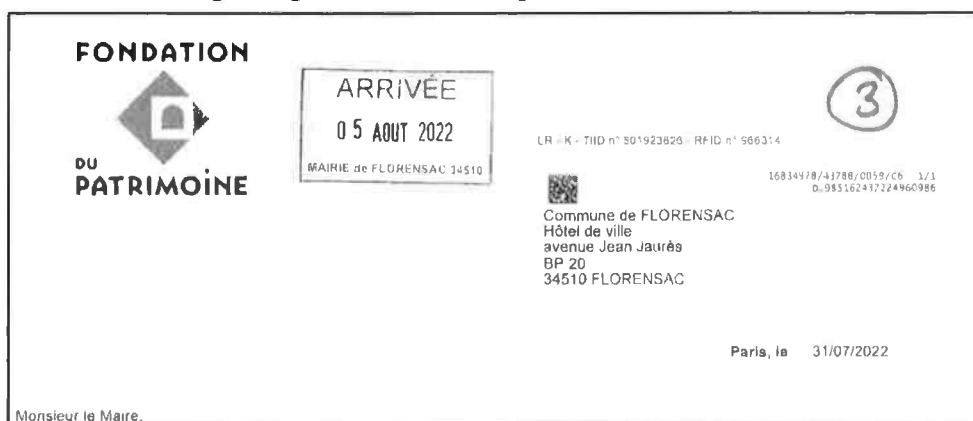 FONDATION
DU
PATRIMOINE
ARRIVÉE
05 AOUT 2022
MAIRIE de FLORENSAC 34510
3
LR - K - TIID n° 501923626 - RFID n° 966314
16834978/43788/0059/C6 1/1
D-985162437224960986
Commune de FLORENSAC
Hôtel de ville
avenue Jean Jaurès
BP 20
34510 FLORENSAC
Paris, le 31/07/2022
Monsieur le Maire,